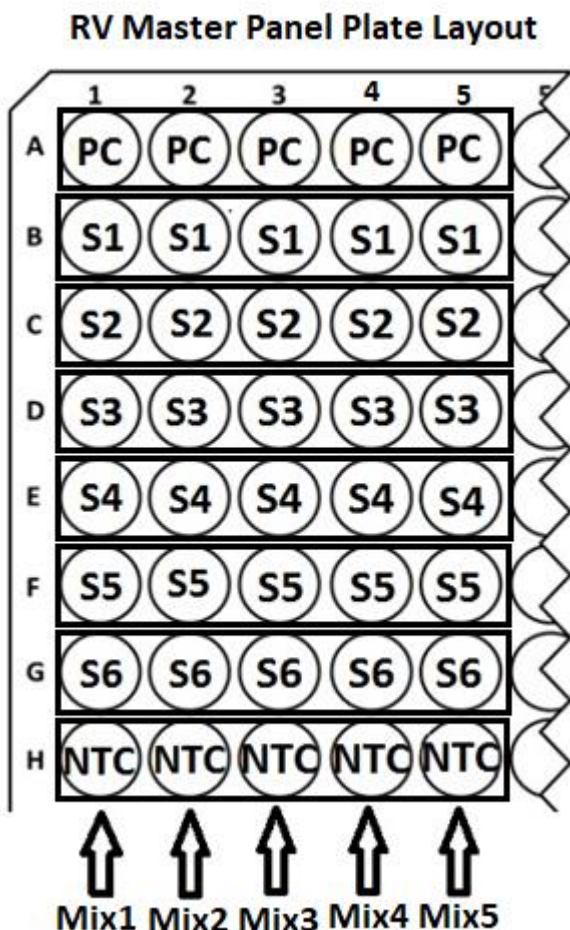 RV Master Panel Plate Layout
1 2 3 4 5
A PC PC PC PC PC
B S1 S1 S1 S1 S1
C S2 S2 S2 S2 S2
D S3 S3 S3 S3 S3
E S4 S4 S4 S4 S4
F S5 S5 S5 S5 S5
G S6 S6 S6 S6 S6
H NTC NTC NTC NTC NTC
Mix1 Mix2 Mix3 Mix4 Mix5